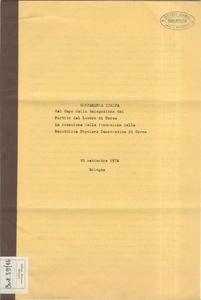 CONFERENZA STAMPA
del Capo della delegazione del
Partito del Lavoro di Corea
in occasione della fondazione della
Repubblica Popolare Democratica di Corea
10 settembre 1974
Bologna